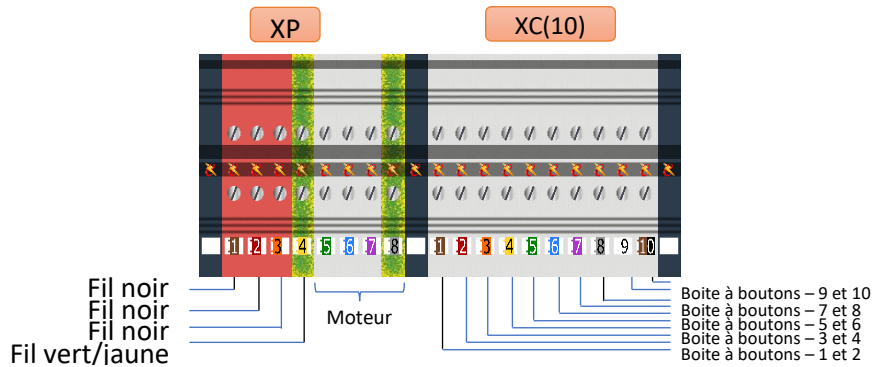 XP
XC(10)
1 2 3 4 5 6 7 8 1 2 3 4 5 6 7 8 9 10
Fil noir
Fil noir
Fil noir
Fil vert/jaune
Moteur
Boite à boutons – 9 et 10
Boite à boutons – 7 et 8
Boite à boutons – 5 et 6
Boite à boutons – 3 et 4
Boite à boutons – 1 et 2